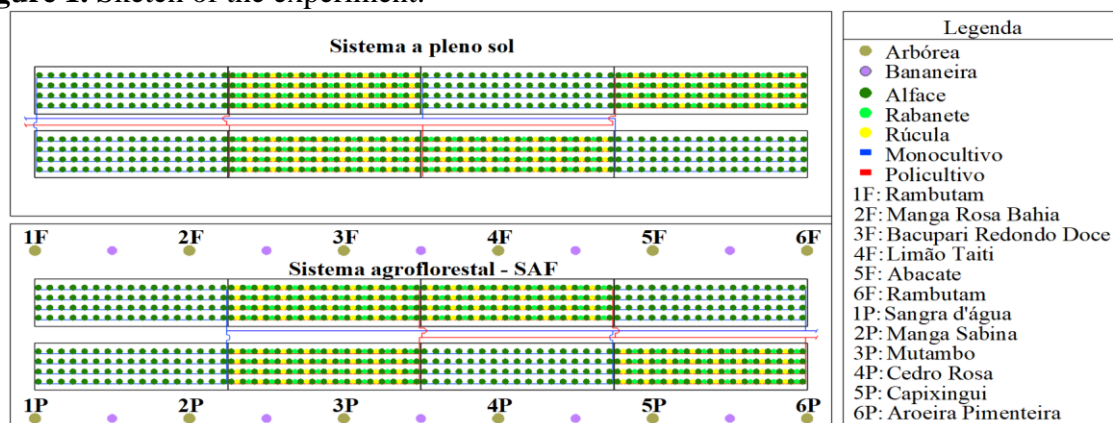 Figure 1. Sketch of the experiment.
Sistema a pleno sol
1F 2F 3F 4F 5F 6F
Sistema agroflorestal - SAF
1P 2P 3P 4P 5P 6P
Legenda
Arbórea
Bananeira
Alface
Rabanete
Rúcula
Monocultivo
Policultivo
1F: Rambutam
2F: Manga Rosa Bahia
3F: Bacupari Redondo Doce
4F: Limão Taiti
5F: Abacate
6F: Rambutam
1P: Sangra d'água
2P: Manga Sabina
3P: Mutambo
4P: Cedro Rosa
5P: Capixingui
6P: Aroeira Pimenteira